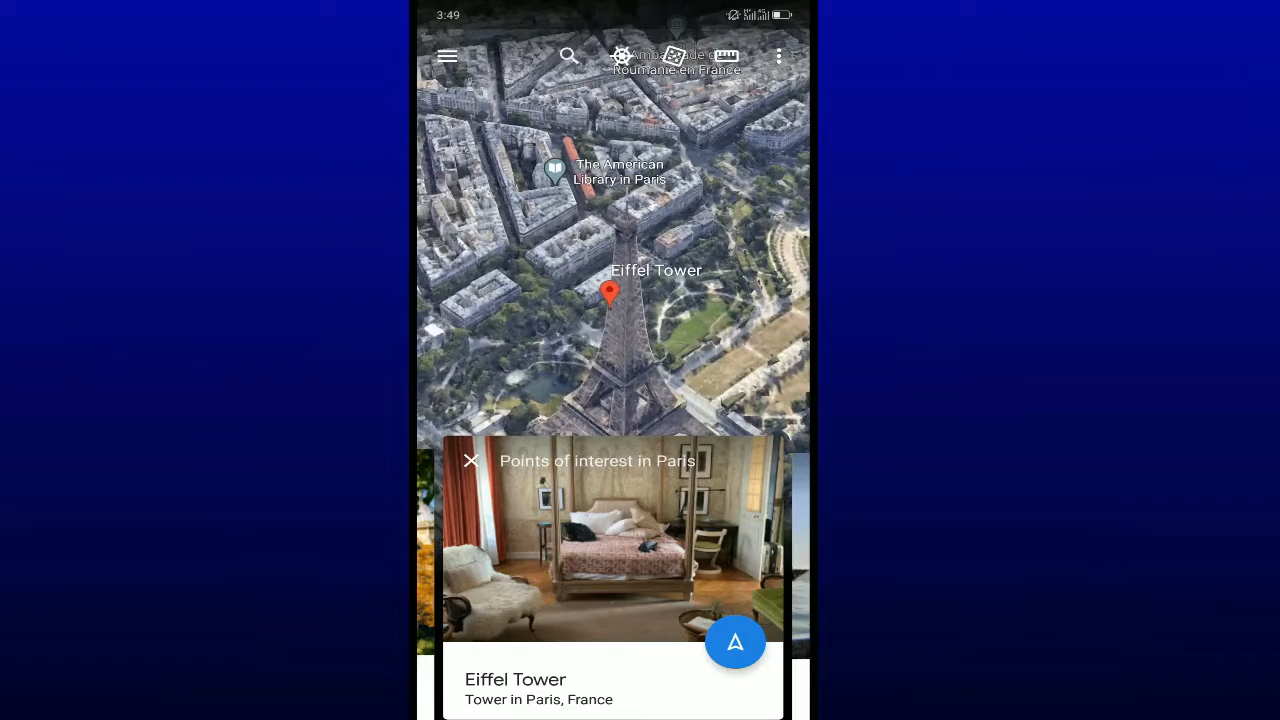 3:49
Roumanie en France
The American
Library in Paris
Eiffel Tower
Points of interest in Paris
Eiffel Tower
Tower in Paris, France